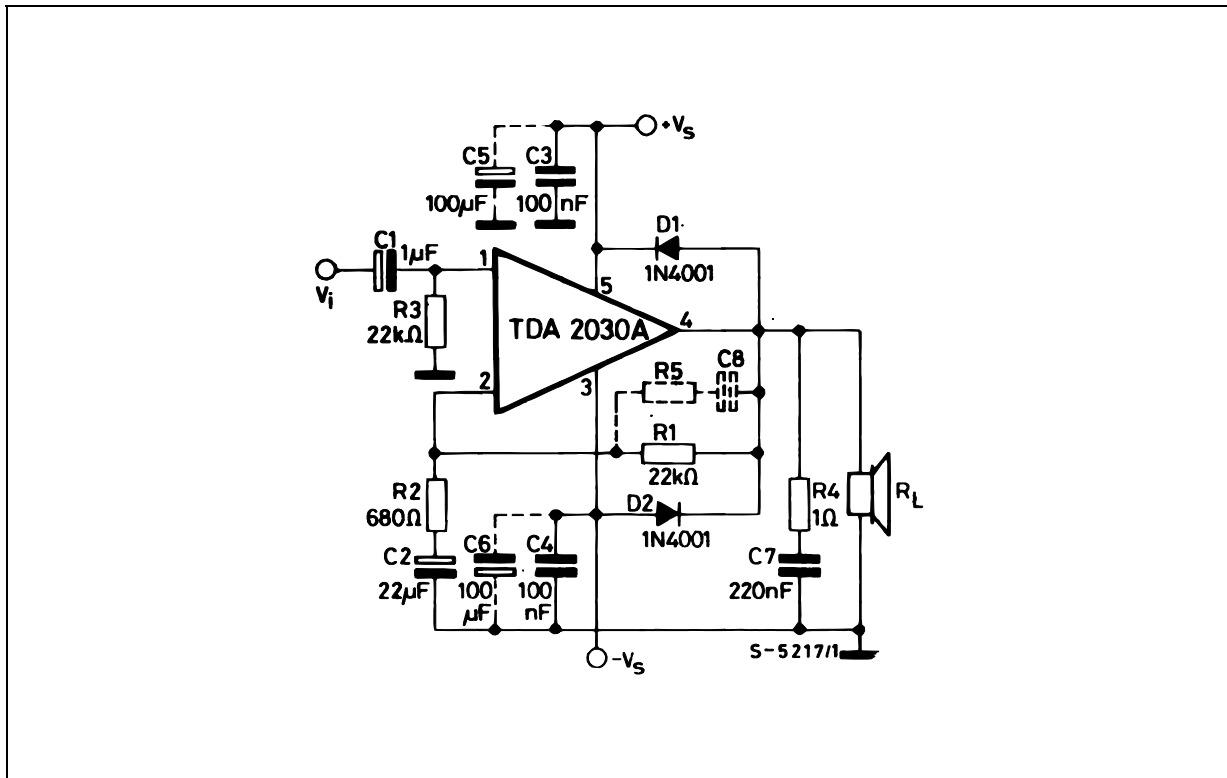 +Vs
C5
C3
100µF
100 nF
D1
1N4001
C1
1µF
Vi
1
5
R3
22kΩ
TDA 2030A
4
2
3
R5
C8
R1
22kΩ
R2
680Ω
D2
1N4001
R4
1Ω
RL
C2
22µF
C6
100
µF
C4
100
nF
C7
220nF
S-5217/1
-Vs